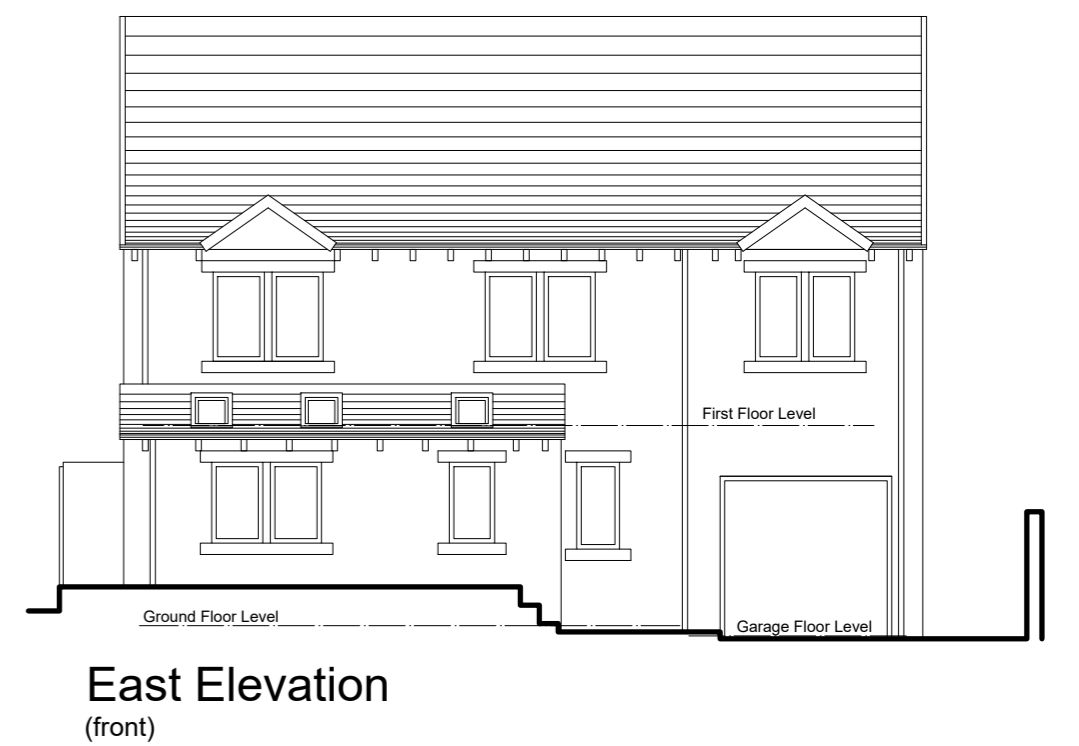 First Floor Level
Ground Floor Level
Garage Floor Level
East Elevation
(front)